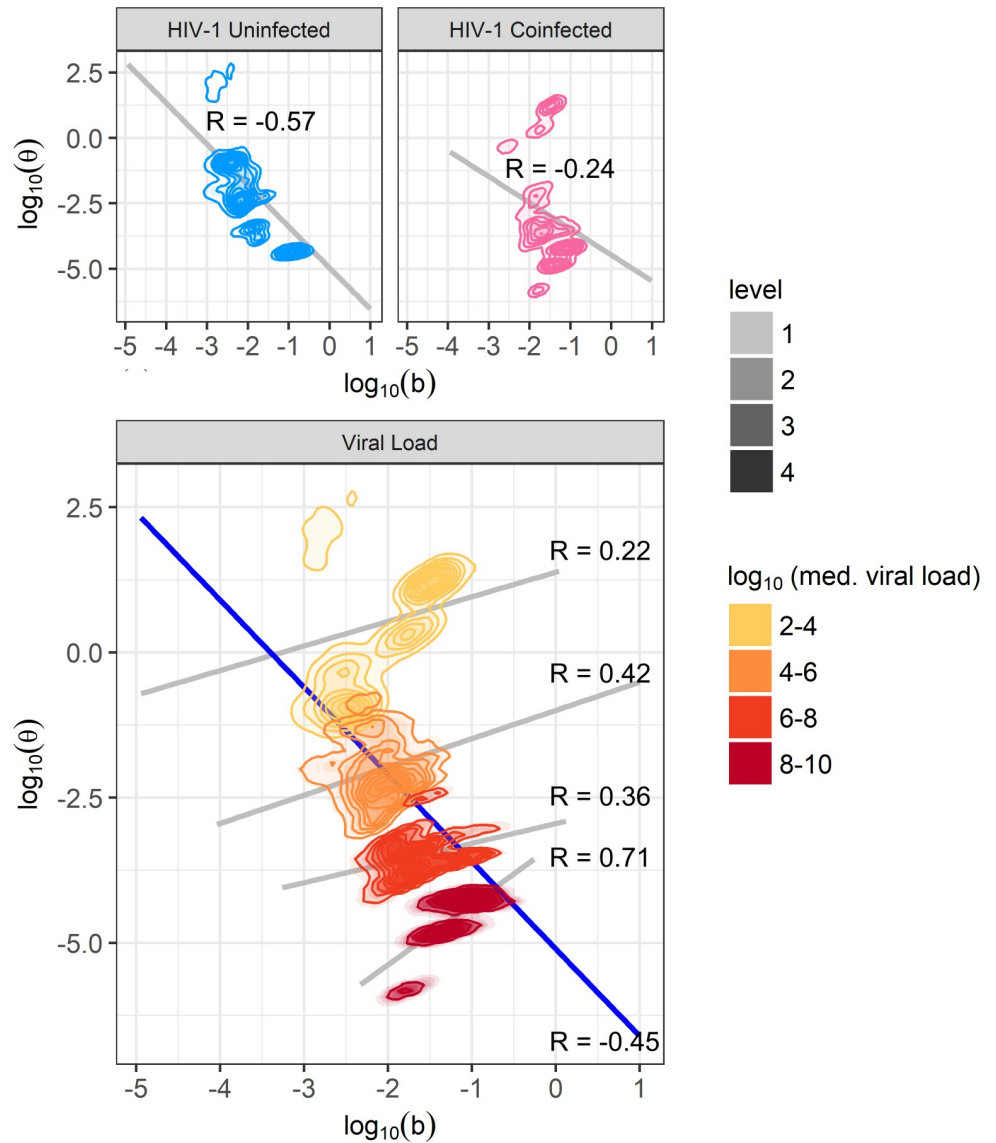 HIV-1 Uninfected
HIV-1 Coinfected
2.5
0.0
-2.5
-5.0
log₁₀(θ)
R = -0.57
R = -0.24
-5 -4 -3 -2 -1 0 1
-5 -4 -3 -2 -1 0 1
log₁₀(b)
level
1
2
3
4
Viral Load
2.5
0.0
-2.5
-5.0
log₁₀(θ)
R = 0.22
R = 0.42
R = 0.36
R = 0.71
R = -0.45
-5 -4 -3 -2 -1 0 1
log₁₀(b)
log₁₀ (med. viral load)
2-4
4-6
6-8
8-10